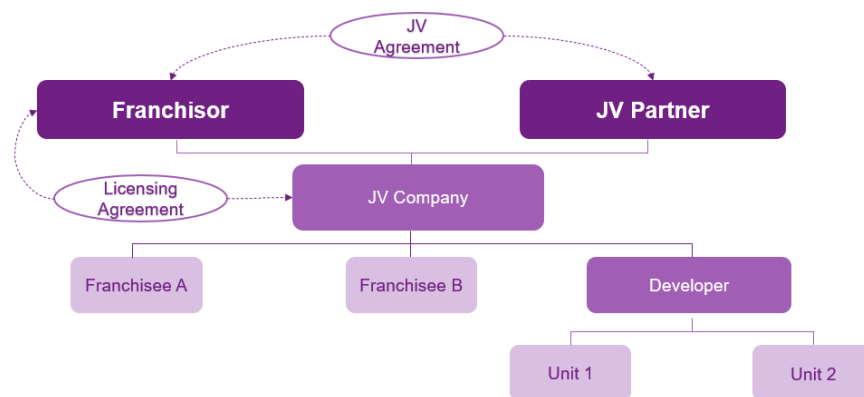 JV
Agreement
Franchisor
JV Partner
Licensing
Agreement
JV Company
Franchisee A
Franchisee B
Developer
Unit 1
Unit 2